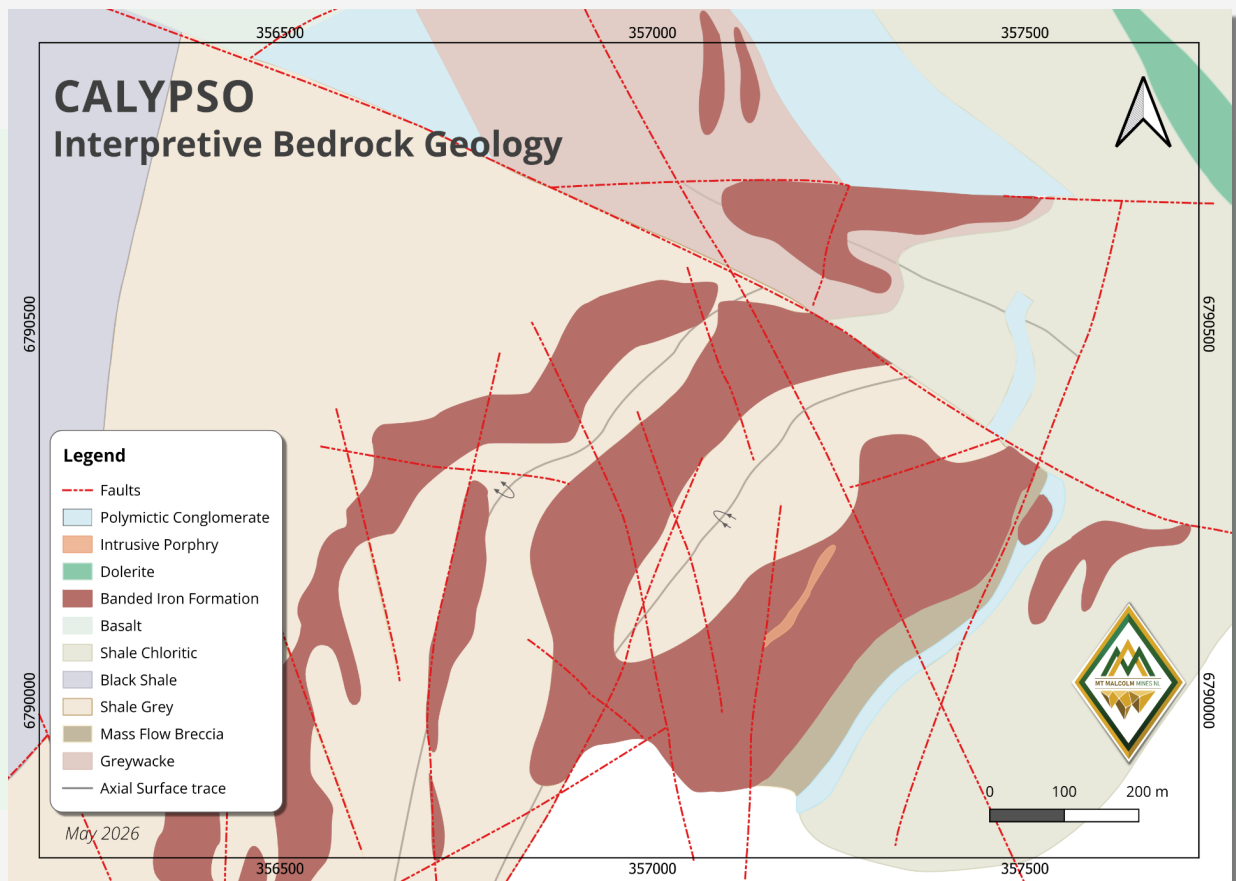 356500
357000
357500
CALYPSO
Interpretive Bedrock Geology
6790500
6790500
Legend
Faults
Polymictic Conglomerate
Intrusive Porphry
Dolerite
Banded Iron Formation
Basalt
Shale Chloritic
Black Shale
Shale Grey
Mass Flow Breccia
Greywacke
Axial Surface trace
6790000
6790000
MT MALCOLM MINES NL
0 100 200 m
May 2026
356500
357000
357500